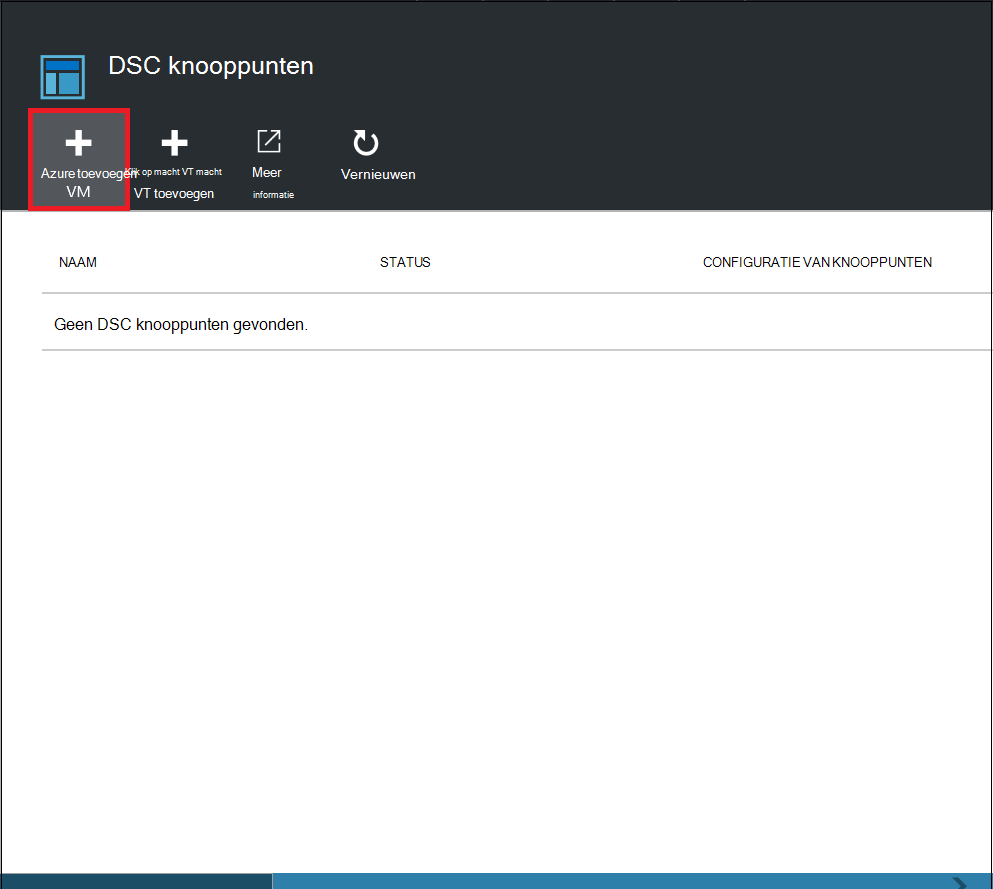 DSC knooppunten
Azure toevoegen
VM
op macht VT macht
VT toevoegen
Meer
informatie
Vernieuwen
NAAM
STATUS
CONFIGURATIE VAN KNOOPPUNTEN
Geen DSC knooppunten gevonden.